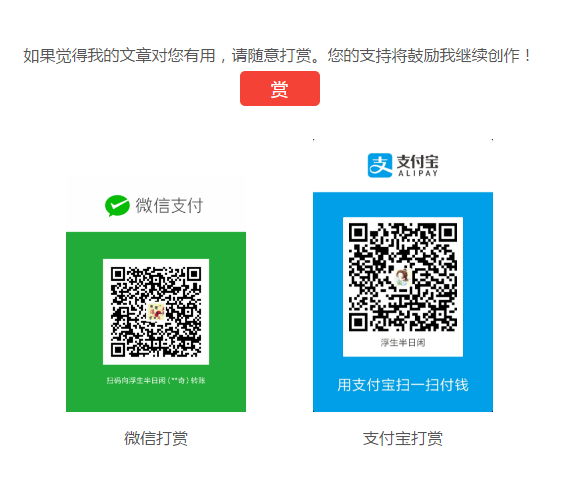 如果觉得我的文章对您有用，请随意打赏。您的支持将鼓励我继续创作！
赏
微信支付
支付宝
ALIPAY
扫码向浮生半日闲(**奇)转账
浮生半日闲
用支付宝扫一扫付钱
微信打赏
支付宝打赏